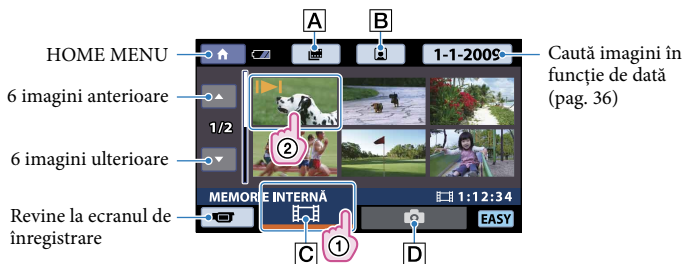 A
B
HOME MENU
1-1-2009
Caută imagini în
funcție de dată
(pag. 36)
6 imagini anterioare
1/2
②
6 imagini ulterioare
MEMORIE INTERNĂ
1:12:34
Revine la ecranul de
înregistrare
①
EASY
C
D